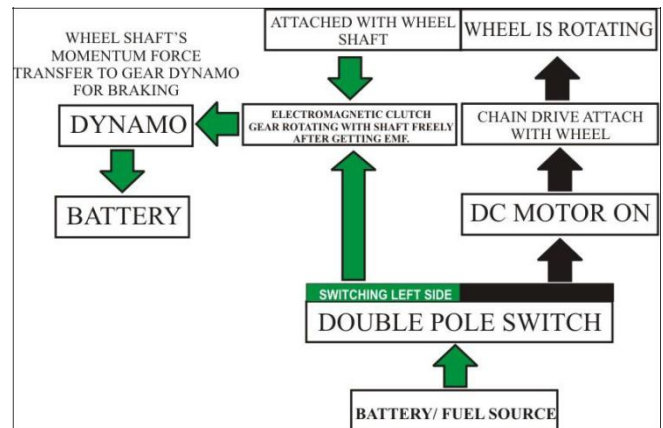 WHEEL SHAFT'S
MOMENTUM FORCE
TRANSFER TO GEAR DYNAMO
FOR BRAKING
ATTACHED WITH WHEEL
SHAFT
WHEEL IS ROTATING
DYNAMO
ELECTROMAGNETIC CLUTCH
GEAR ROTATING WITH SHAFT FREELY
AFTER GETTING EMF.
CHAIN DRIVE ATTACH
WITH WHEEL
BATTERY
DC MOTOR ON
SWITCHING LEFT SIDE
DOUBLE POLE SWITCH
BATTERY/ FUEL SOURCE